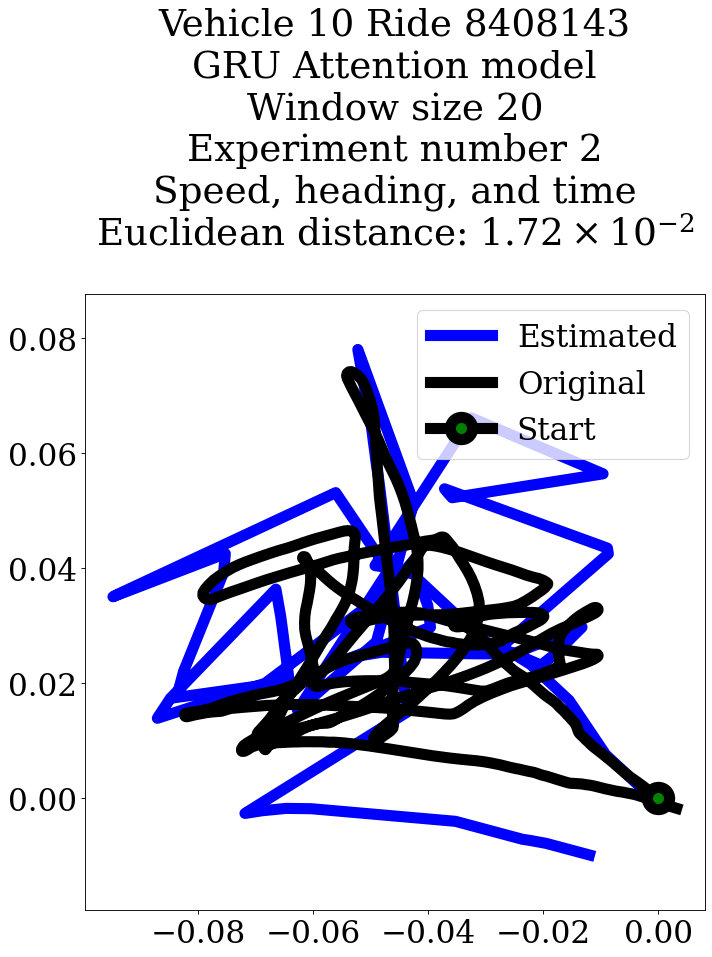 Vehicle 10 Ride 8408143
GRU Attention model
Window size 20
Experiment number 2
Speed, heading, and time
Euclidean distance: 1.72 × 10⁻²
Estimated
Original
Start
0.08
0.06
0.04
0.02
0.00
−0.08 −0.06 −0.04 −0.02 0.00